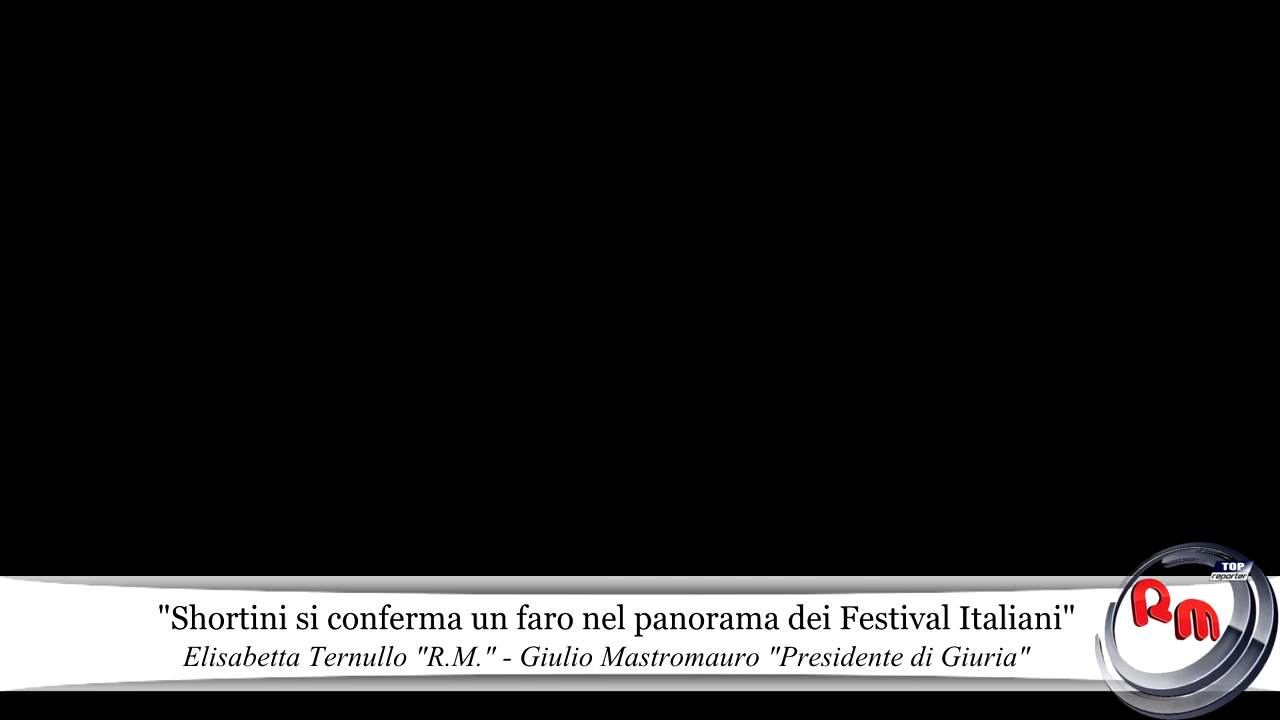 TOP
reporter
RM
"Shortini si conferma un faro nel panorama dei Festival Italiani"
Elisabetta Ternullo "R.M." - Giulio Mastromauro "Presidente di Giuria"